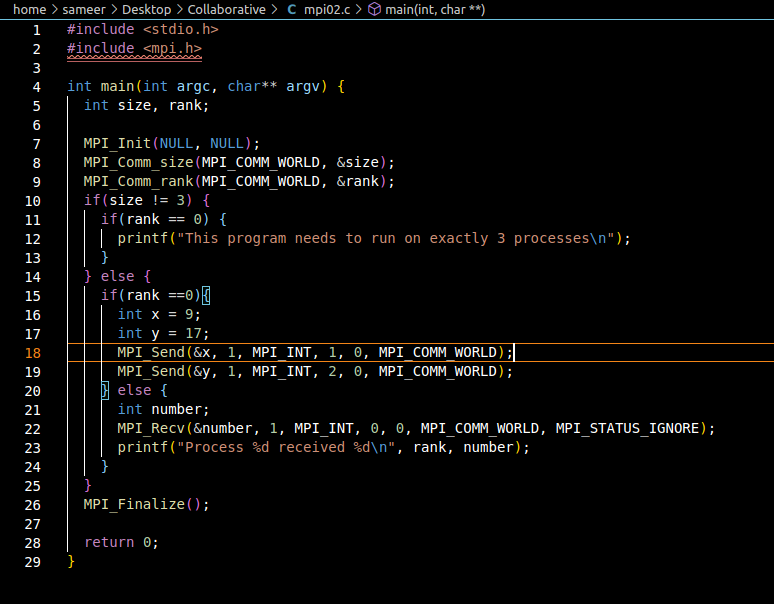 home > sameer > Desktop > Collaborative > C mpi02.c > main(int, char **)
1 #include <stdio.h>
2 #include <mpi.h>
3
4 int main(int argc, char** argv) {
5   int size, rank;
6
7   MPI_Init(NULL, NULL);
8   MPI_Comm_size(MPI_COMM_WORLD, &size);
9   MPI_Comm_rank(MPI_COMM_WORLD, &rank);
10   if(size != 3) {
11     if(rank == 0) {
12       printf("This program needs to run on exactly 3 processes\n");
13     }
14   } else {
15     if(rank ==0){
16       int x = 9;
17       int y = 17;
18       MPI_Send(&x, 1, MPI_INT, 1, 0, MPI_COMM_WORLD);
19       MPI_Send(&y, 1, MPI_INT, 2, 0, MPI_COMM_WORLD);
20     } else {
21       int number;
22       MPI_Recv(&number, 1, MPI_INT, 0, 0, MPI_COMM_WORLD, MPI_STATUS_IGNORE);
23       printf("Process %d received %d\n", rank, number);
24     }
25   }
26   MPI_Finalize();
27
28   return 0;
29 }